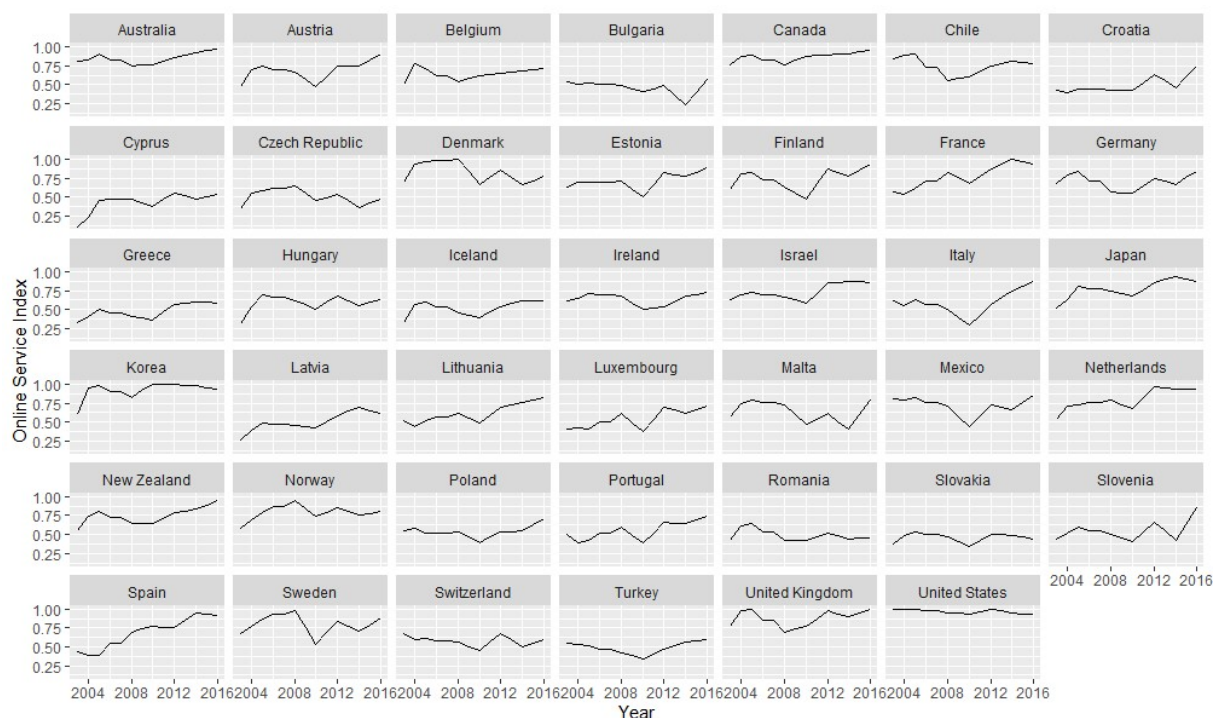 Australia Austria Belgium Bulgaria Canada Chile Croatia
1.00
0.75
0.50
0.25
Cyprus Czech Republic Denmark Estonia Finland France Germany
1.00
0.75
0.50
0.25
Greece Hungary Iceland Ireland Israel Italy Japan
1.00
0.75
0.50
0.25
Online Service Index
Korea Latvia Lithuania Luxembourg Malta Mexico Netherlands
1.00
0.75
0.50
0.25
New Zealand Norway Poland Portugal Romania Slovakia Slovenia
1.00
0.75
0.50
0.25
2004 2008 2012 2016
Spain Sweden Switzerland Turkey United Kingdom United States
1.00
0.75
0.50
0.25
2004 2008 2012 2016 2004 2008 2012 2016 2004 2008 2012 2016 2004 2008 2012 2016 2004 2008 2012 2016 2004 2008 2012 2016
Year